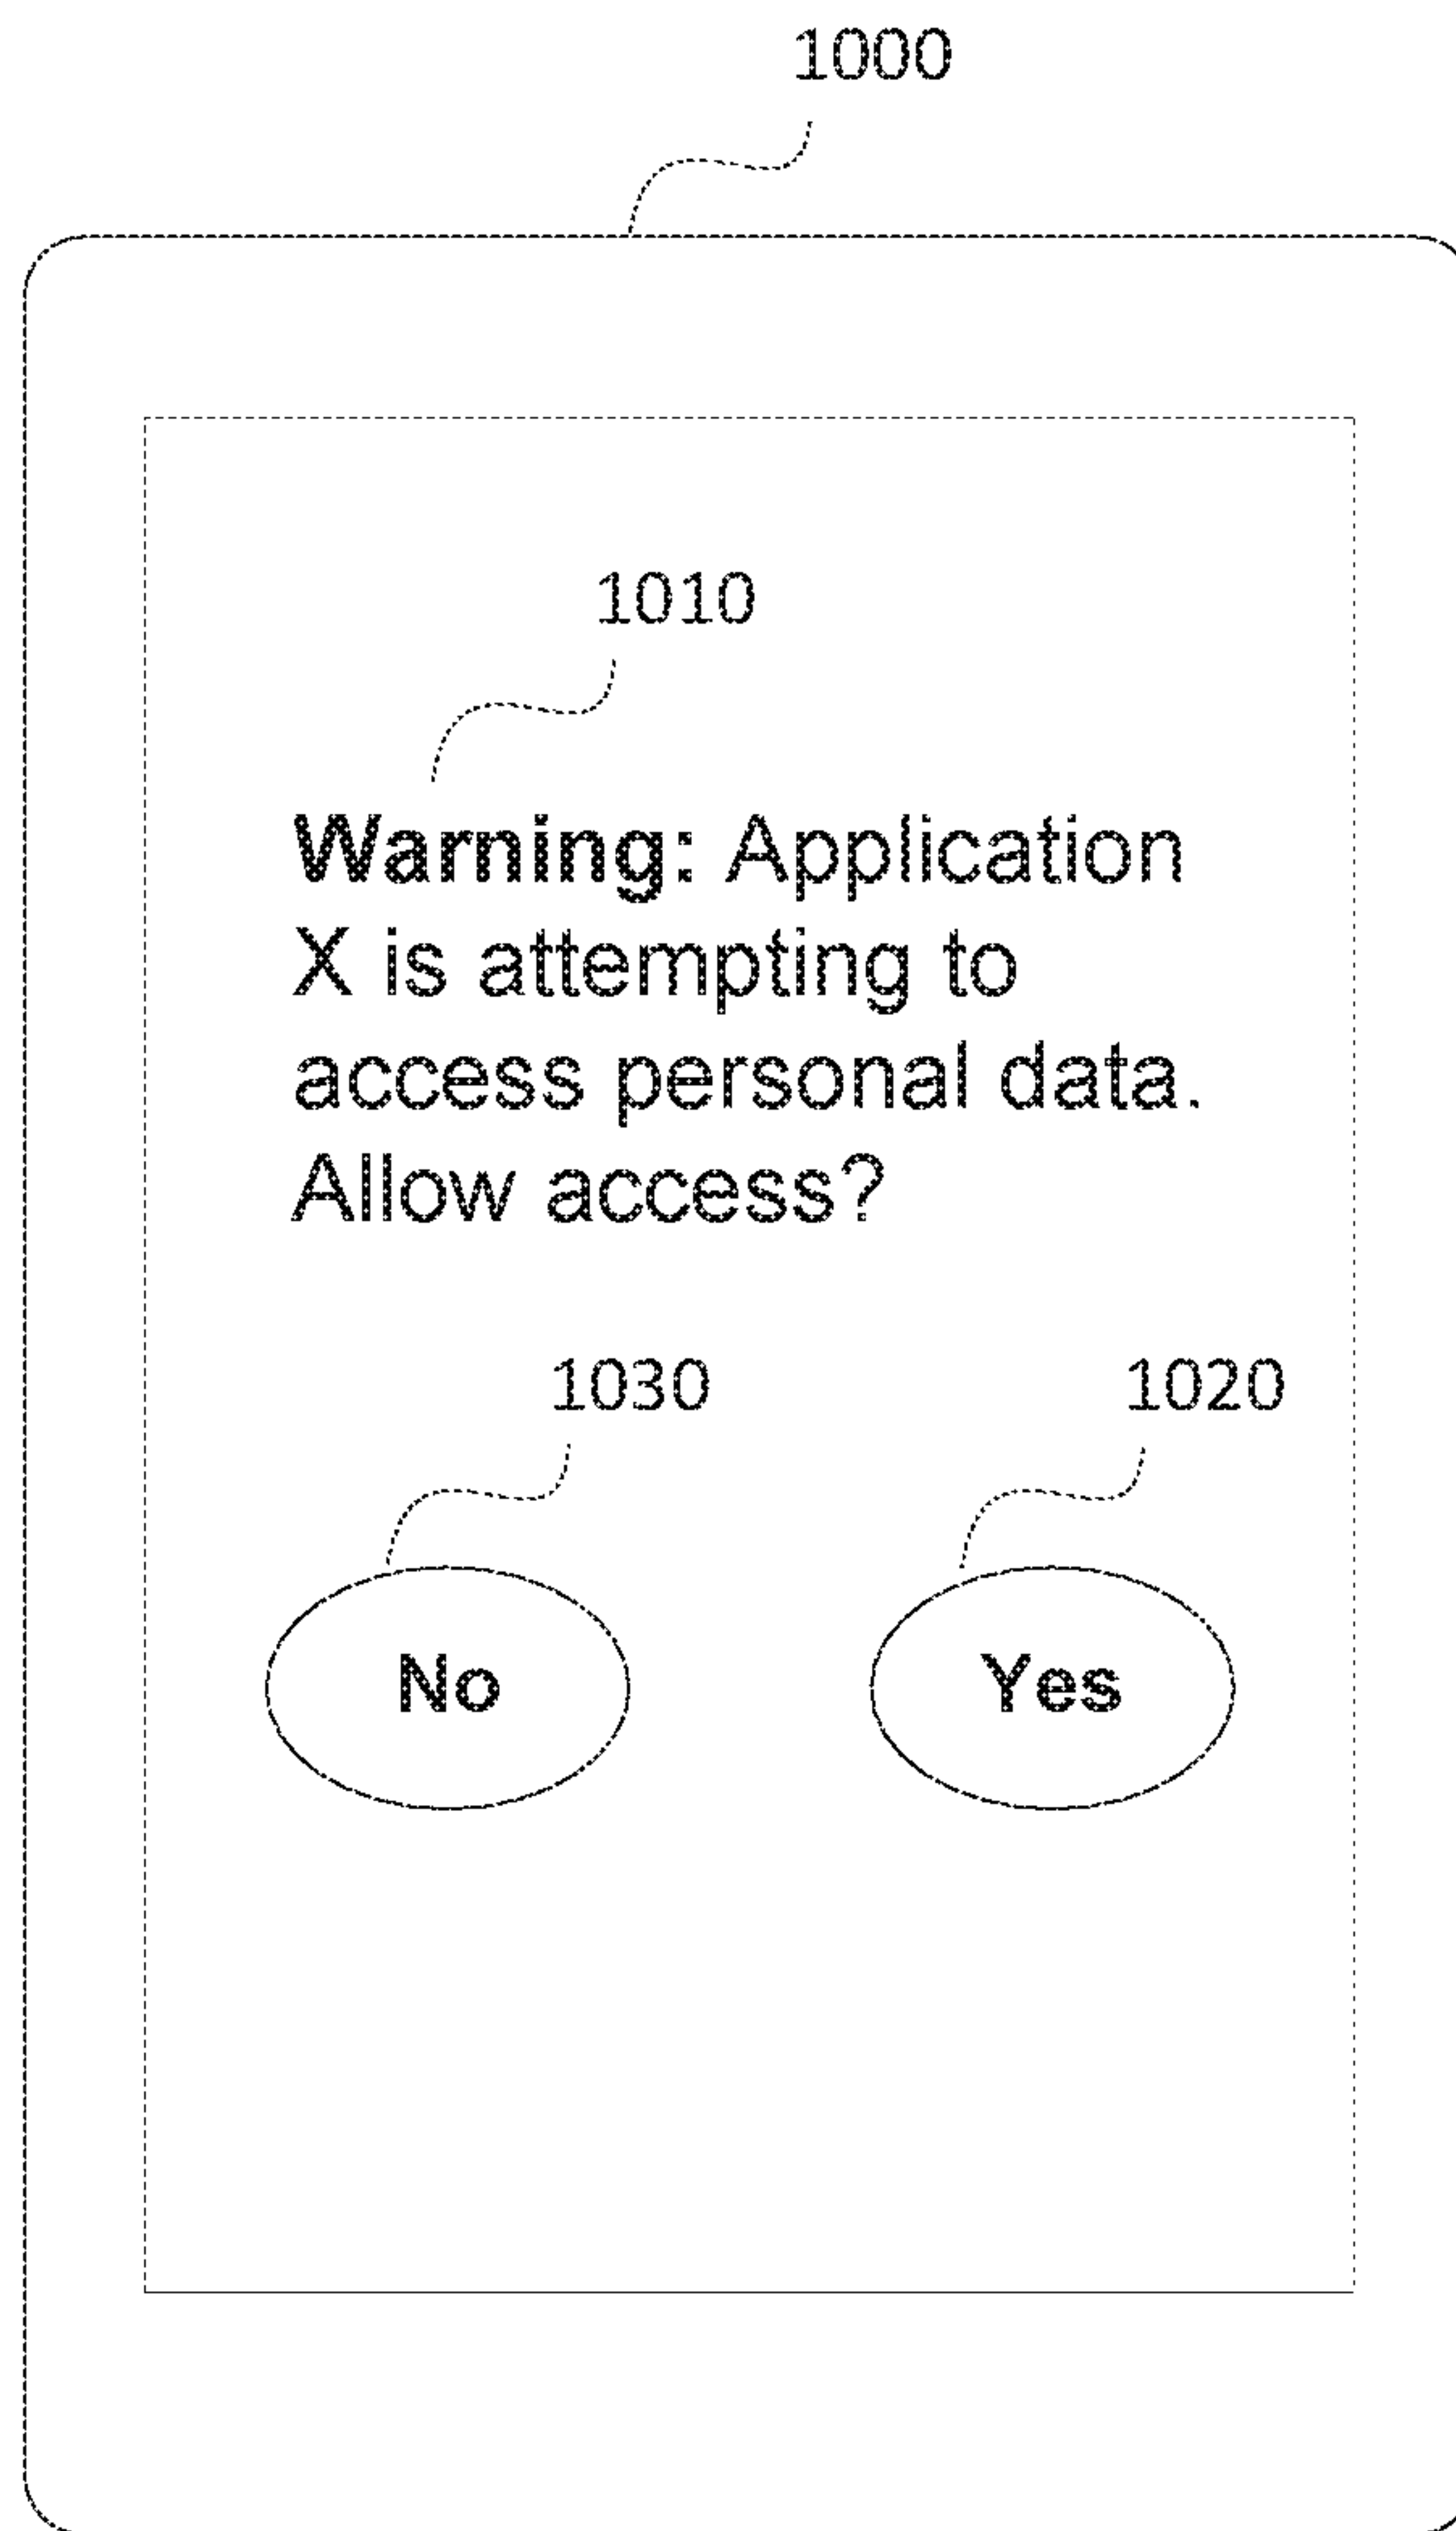 1000
1010
Warning: Application
X is attempting to
access personal data.
Allow access?
1030 1020
No Yes